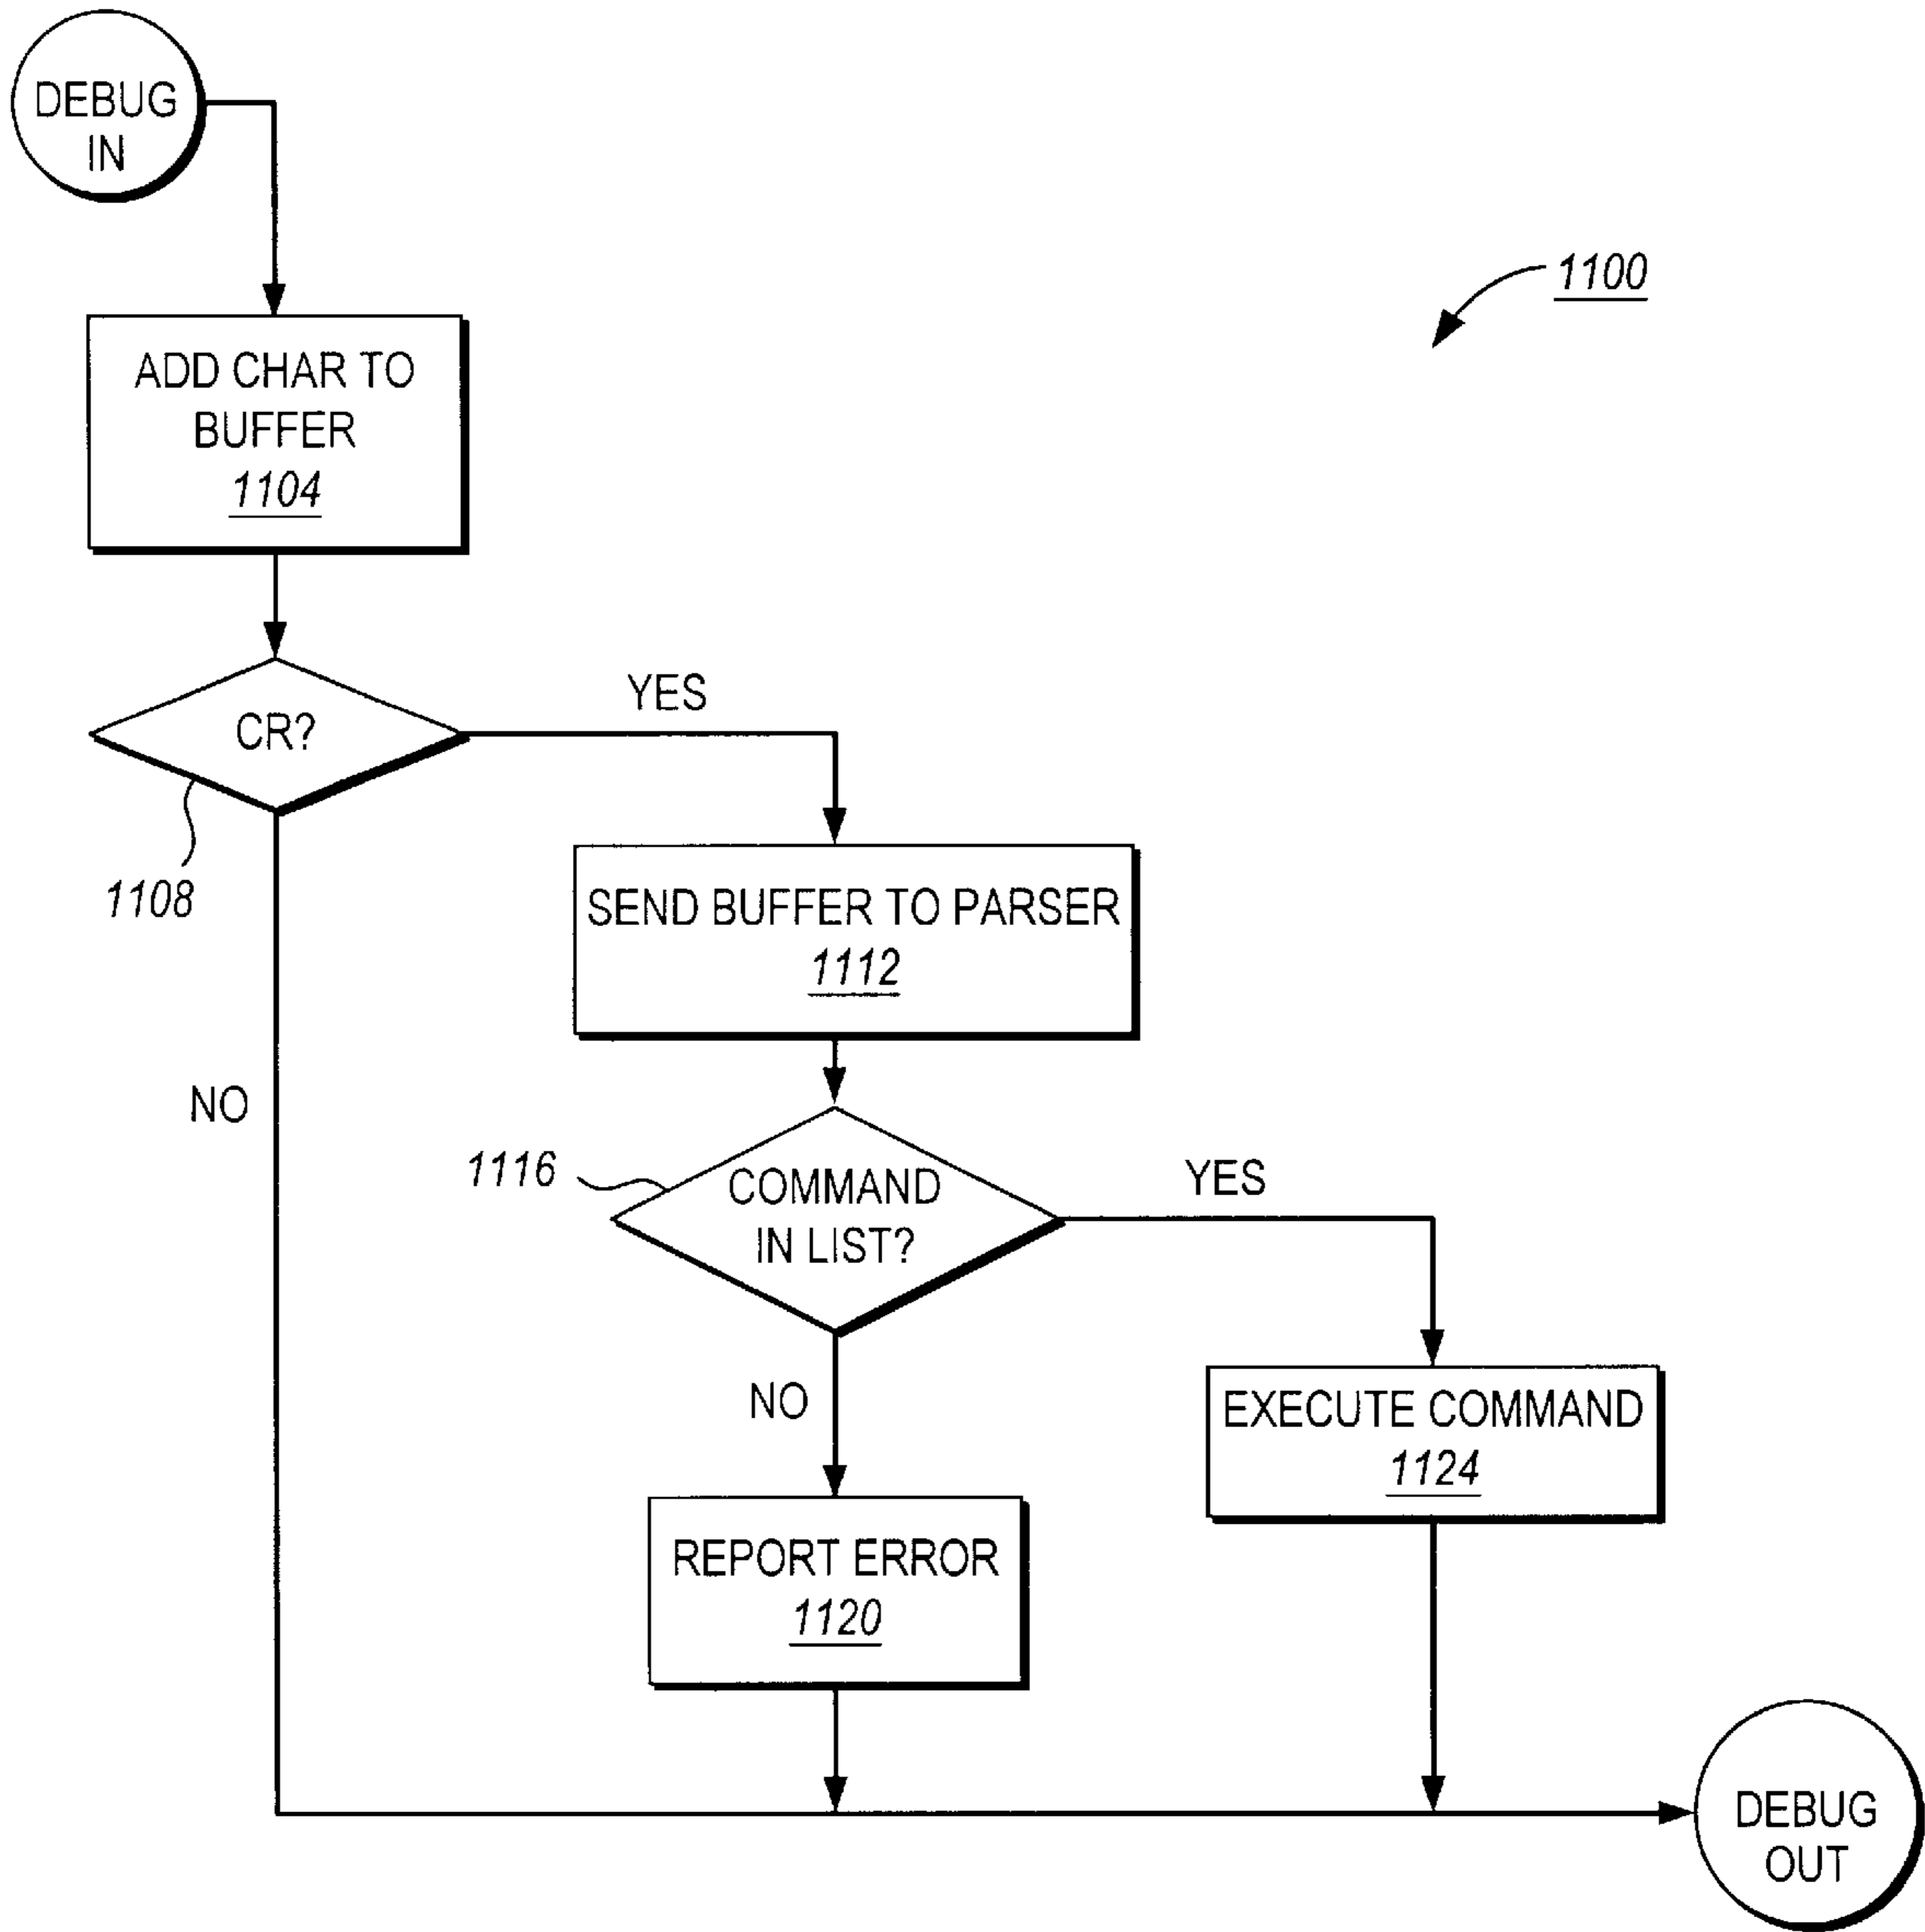 DEBUG
IN
1100
ADD CHAR TO
BUFFER
1104
CR?
YES
1108
SEND BUFFER TO PARSER
1112
NO
1116
COMMAND
IN LIST?
YES
NO
EXECUTE COMMAND
1124
REPORT ERROR
1120
DEBUG
OUT